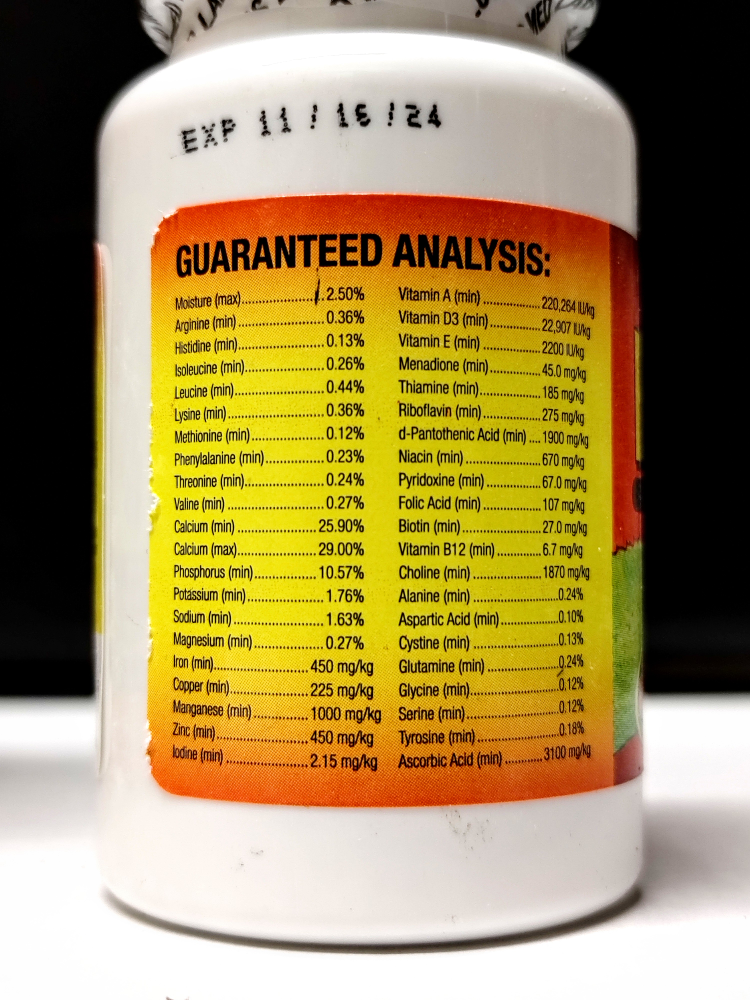 EXP 11/16/24
GUARANTEED ANALYSIS:
Moisture (max)........................2.50%
Arginine (min)........................0.36%
Histidine (min)........................0.13%
Isoleucine (min)........................0.26%
Leucine (min)........................0.44%
Lysine (min)........................0.36%
Methionine (min)........................0.12%
Phenylalanine (min)........................0.23%
Threonine (min)........................0.24%
Valine (min)........................0.27%
Calcium (min)........................25.90%
Calcium (max)........................29.00%
Phosphorus (min)........................10.57%
Potassium (min)........................1.76%
Sodium (min)........................1.63%
Magnesium (min)........................0.27%
Iron (min)........................450 mg/kg
Copper (min)........................225 mg/kg
Manganese (min)........................1000 mg/kg
Zinc (min)........................450 mg/kg
Iodine (min)........................2.15 mg/kg
Vitamin A (min)................220,264 IU/kg
Vitamin D3 (min)................22,907 IU/kg
Vitamin E (min)................2200 IU/kg
Menadione (min)................45.0 mg/kg
Thiamine (min)................185 mg/kg
Riboflavin (min)................275 mg/kg
d-Pantothenic Acid (min)....1900 mg/kg
Niacin (min)................670 mg/kg
Pyridoxine (min)................67.0 mg/kg
Folic Acid (min)................107 mg/kg
Biotin (min)................27.0 mg/kg
Vitamin B12 (min)................6.7 mg/kg
Choline (min)................1870 mg/kg
Alanine (min)................0.24%
Aspartic Acid (min)................0.10%
Cystine (min)................0.13%
Glutamine (min)................0.24%
Glycine (min)................0.12%
Serine (min)................0.12%
Tyrosine (min)................0.18%
Ascorbic Acid (min)..........3100 mg/kg